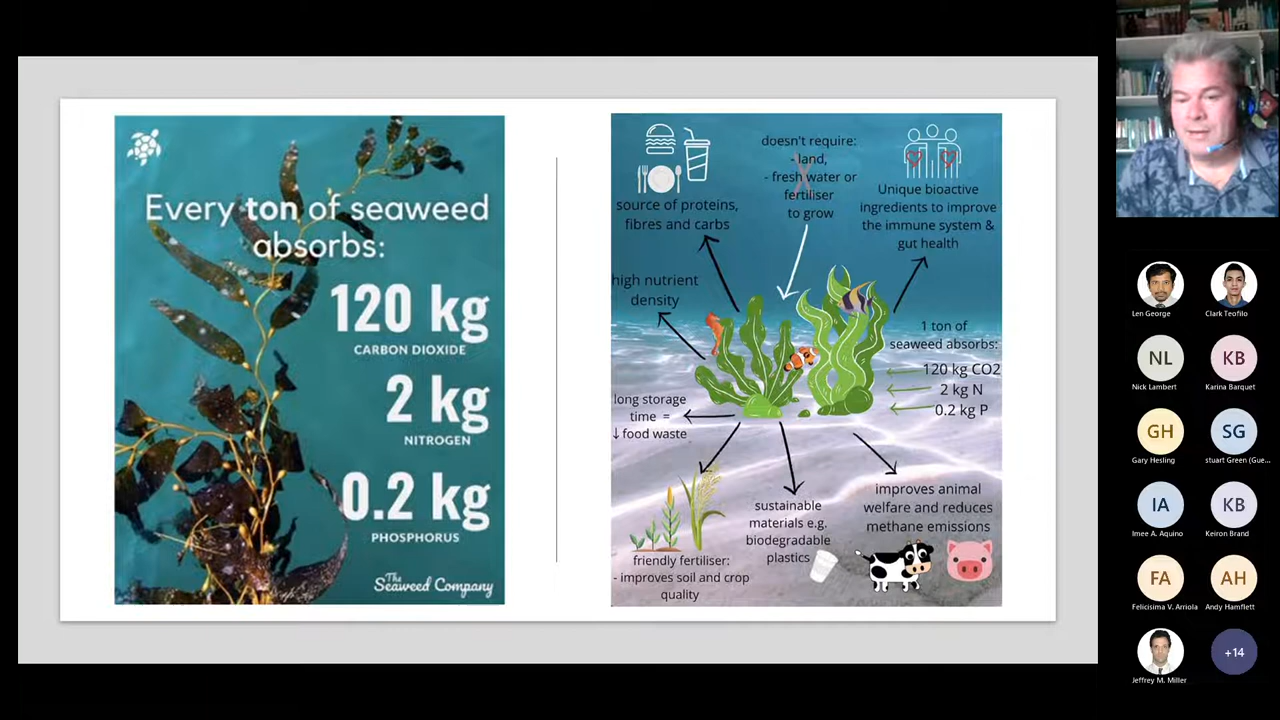 Every ton of seaweed
absorbs:
120 kg
CARBON DIOXIDE
2 kg
NITROGEN
0.2 kg
PHOSPHORUS
The
Seaweed Company
source of proteins,
fibres and carbs
doesn't require:
- land,
- fresh water or
fertiliser
to grow
Unique bioactive
ingredients to improve
the immune system &
gut health
high nutrient
density
1 ton of
seaweed absorbs:
120 kg CO2
2 kg N
0.2 kg P
long storage
time =
↓food waste
friendly fertiliser:
- improves soil and crop
quality
sustainable
materials e.g.
biodegradable
plastics
improves animal
welfare and reduces
methane emissions
Len George
Clark Teofilo
NL
Nick Lambert
KB
Karina Barquet
GH
Gary Hesling
SG
stuart Green (Gue...
IA
Imee A. Aquino
KB
Keiron Brand
FA
Felicisima V. Arriola
AH
Andy Hamflett
Jeffrey M. Miller
+14